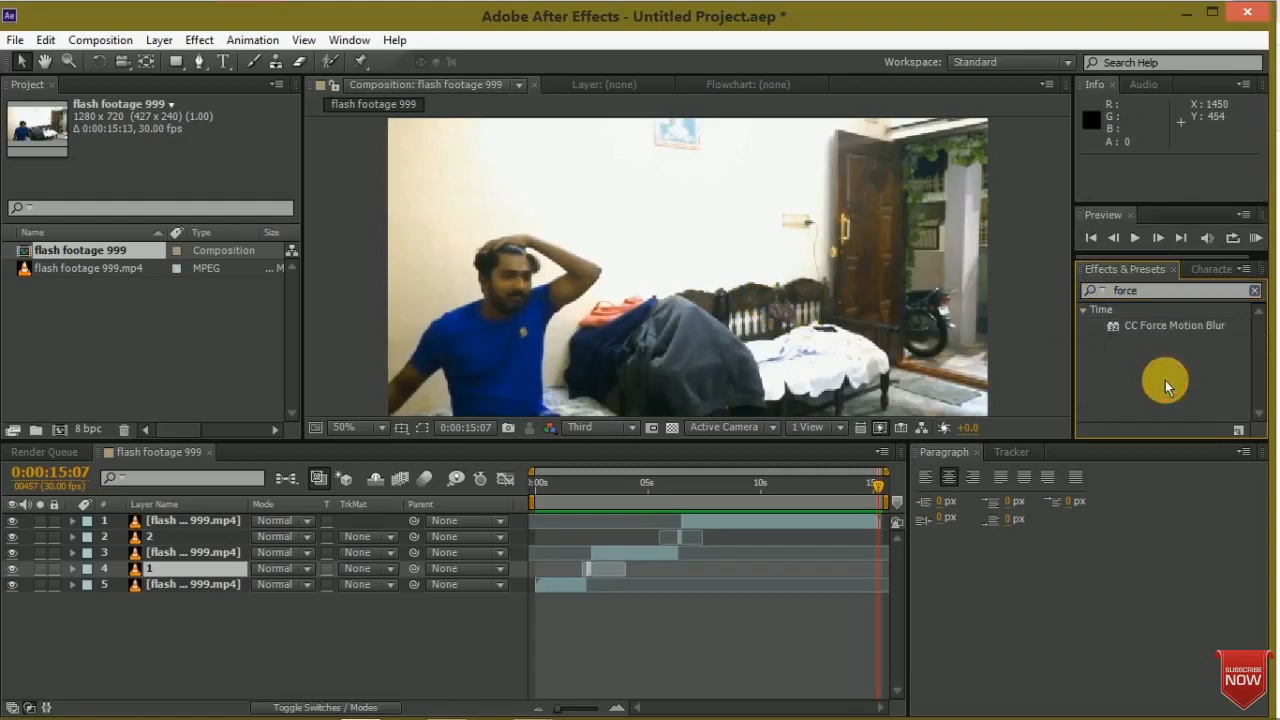 Ae
Adobe After Effects - Untitled Project.aep *
File Edit Composition Layer Effect Animation View Window Help
T
Workspace: Standard
Search Help
Project
Composition: flash footage 999
Layer: (none)
Flowchart: (none)
Info Audio
flash footage 999
1280 x 720 (427 x 240) (1.00)
Δ 0:00:15:13, 30.00 fps
flash footage 999
R :
G :
B :
A : 0
X : 1450
Y : 454
Preview
Name Type Size
flash footage 999 Composition
flash footage 999.mp4 MPEG ... M
Effects & Presets Characte
force
Time
CC Force Motion Blur
8 bpc
50%
0:00:15:07
Third
Active Camera
1 View
+0.0
Render Queue
flash footage 999
0:00:15:07
00457 (30.00 fps)
# Layer Name Mode T TrkMat Parent
:00s 05s 10s 15
1 [flash ... 999.mp4] Normal None
2 2 Normal None None
3 [flash ... 999.mp4] Normal None None
4 1 Normal None None
5 [flash ... 999.mp4] Normal None None
Toggle Switches / Modes
Paragraph Tracker
0 px 0 px 0 px
0 px 0 px
SUBSCRIBE
NOW